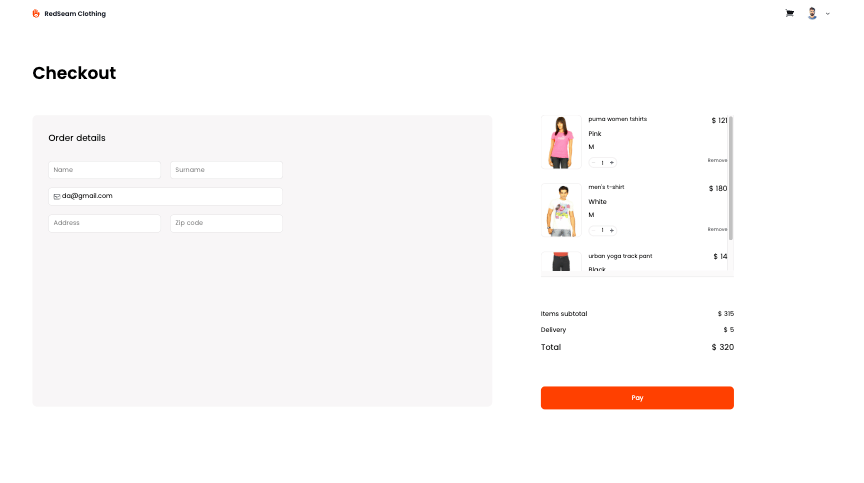 RedSeam Clothing
Checkout
Order details
Name
Surname
da@gmail.com
Address
Zip code
puma women tshirts
$ 121
Pink
M
- 1 +
Remove
men's t-shirt
$ 180
White
M
- 1 +
Remove
urban yoga track pant
$ 14
Black
Items subtotal
$ 315
Delivery
$ 5
Total
$ 320
Pay